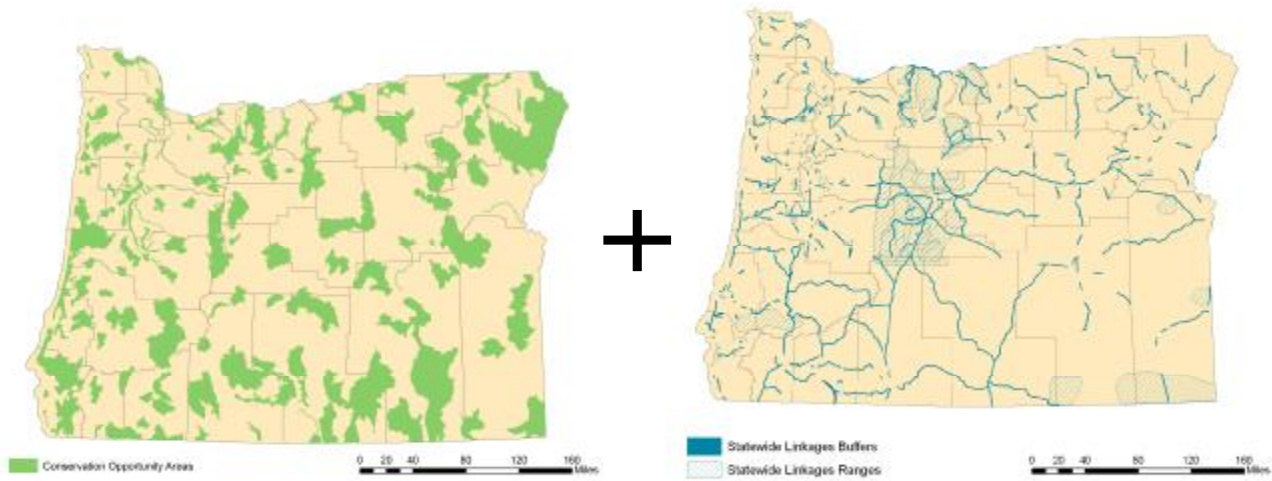 +
Conservation Opportunity Areas
0 20 40 80 120 160
Miles
Statewide Linkages Buffers
Statewide Linkages Ranges
0 20 40 80 120 160
Miles